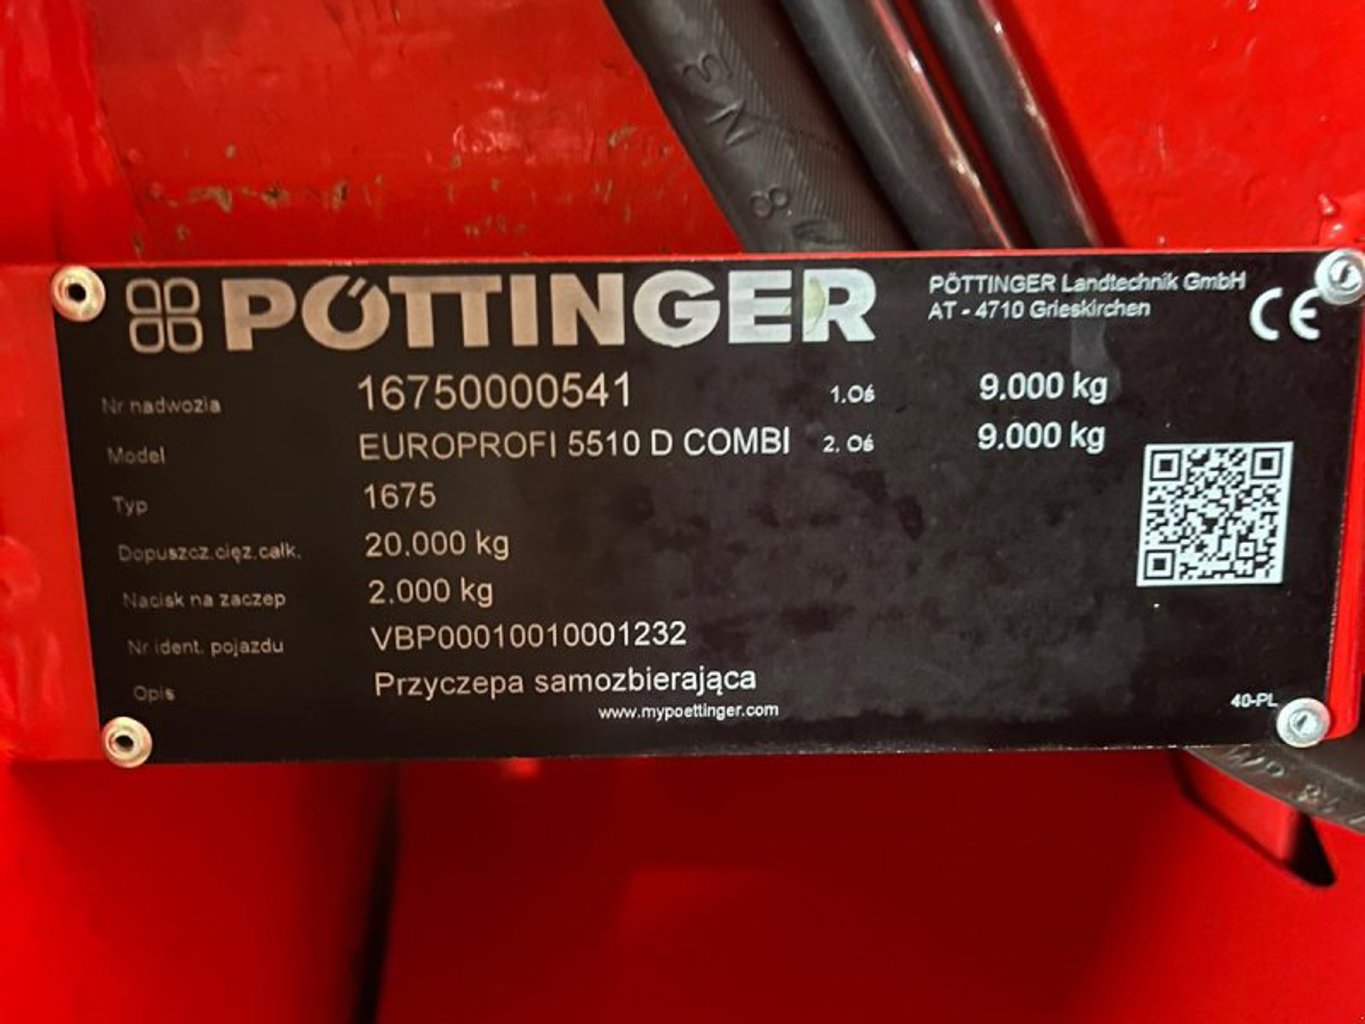 PÖTTINGER
PÖTTINGER Landtechnik GmbH
AT - 4710 Grieskirchen
CE
Nr nadwozia 16750000541 1.Oś 9.000 kg
Model EUROPROFI 5510 D COMBI 2. Oś 9.000 kg
Typ 1675
Dopuszcz.cięż.całk. 20.000 kg
Nacisk na zaczep 2.000 kg
Nr ident. pojazdu VBP00010010001232
Opis Przyczepa samozbierająca
www.mypoettinger.com
40-PL